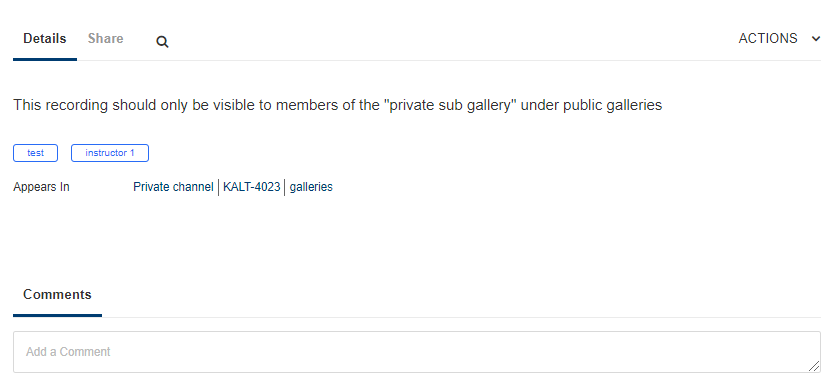 Details Share ACTIONS
This recording should only be visible to members of the "private sub gallery" under public galleries
test instructor 1
Appears In Private channel KALT-4023 galleries
Comments
Add a Comment